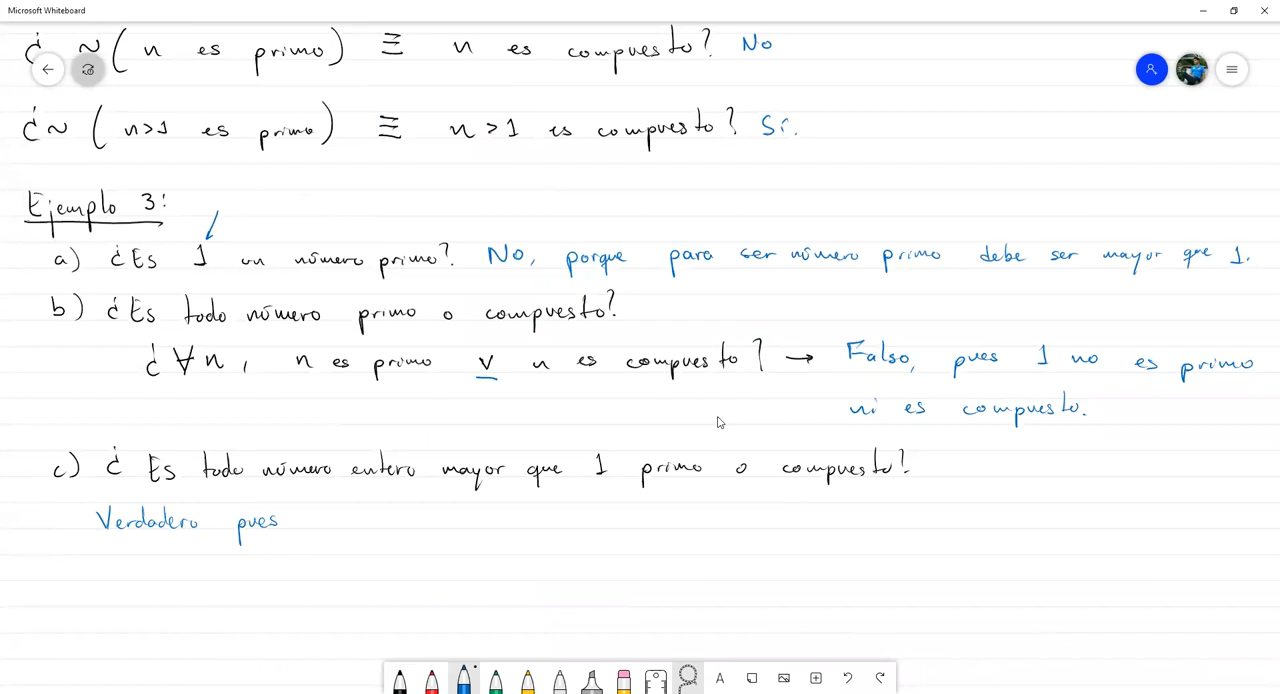 Microsoft Whiteboard
¿ ~ ( n es primo ) ≡ n es compuesto? No
¿ ~ ( n>1 es primo ) ≡ n > 1 es compuesto? Sí.
Ejemplo 3:
a) ¿Es 1 un número primo? No, porque para ser número primo debe ser mayor que 1.
b) ¿Es todo número primo o compuesto?
¿ ∀ n, n es primo v n es compuesto? → Falso, pues 1 no es primo
ni es compuesto.
c) ¿ Es todo número entero mayor que 1 primo o compuesto?
Verdadero pues